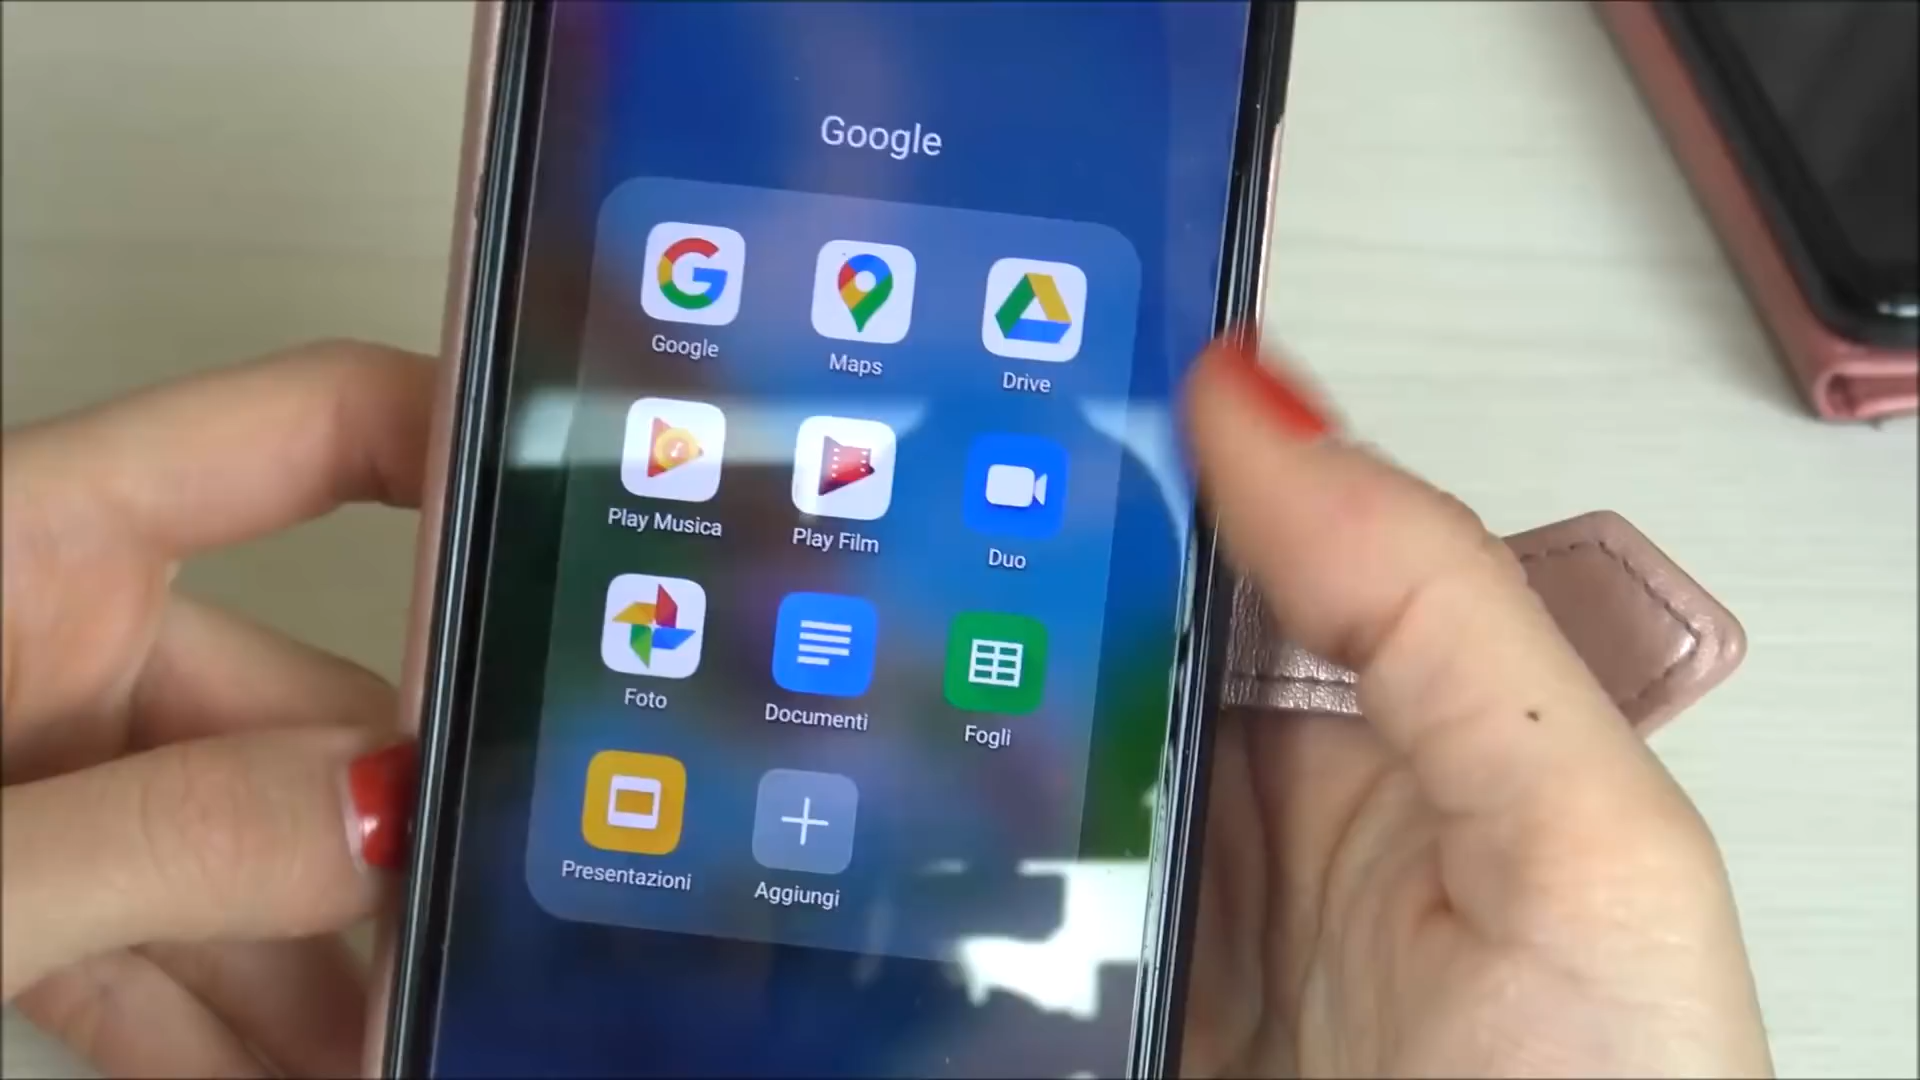 Google
Google
Maps
Drive
Play Musica
Play Film
Duo
Foto
Documenti
Fogli
Presentazioni
Aggiungi